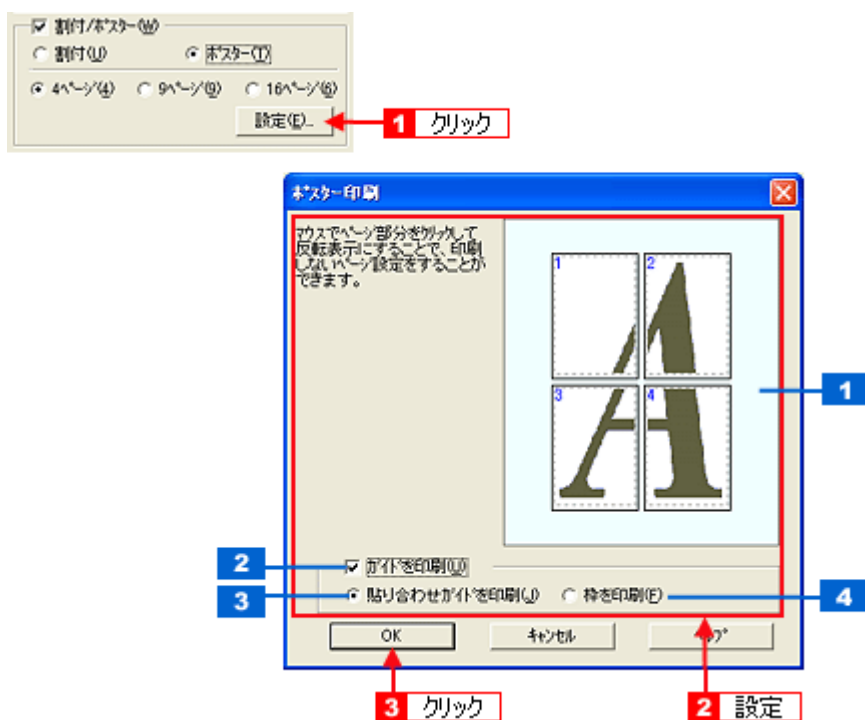 割付/ポスター(W)
割付(U) ポスター(T)
4ページ(4) 9ページ(9) 16ページ(6)
設定(E)...
1 クリック
ポスター印刷
マウスでページ部分をクリックして
反転表示にすることで、印刷
しないページ設定をすることが
できます。
1 2
3 4
1
2 ガイドを印刷(U)
3 貼り合わせガイドを印刷(J) 枠を印刷(F) 4
OK キャンセル
3 クリック 2 設定